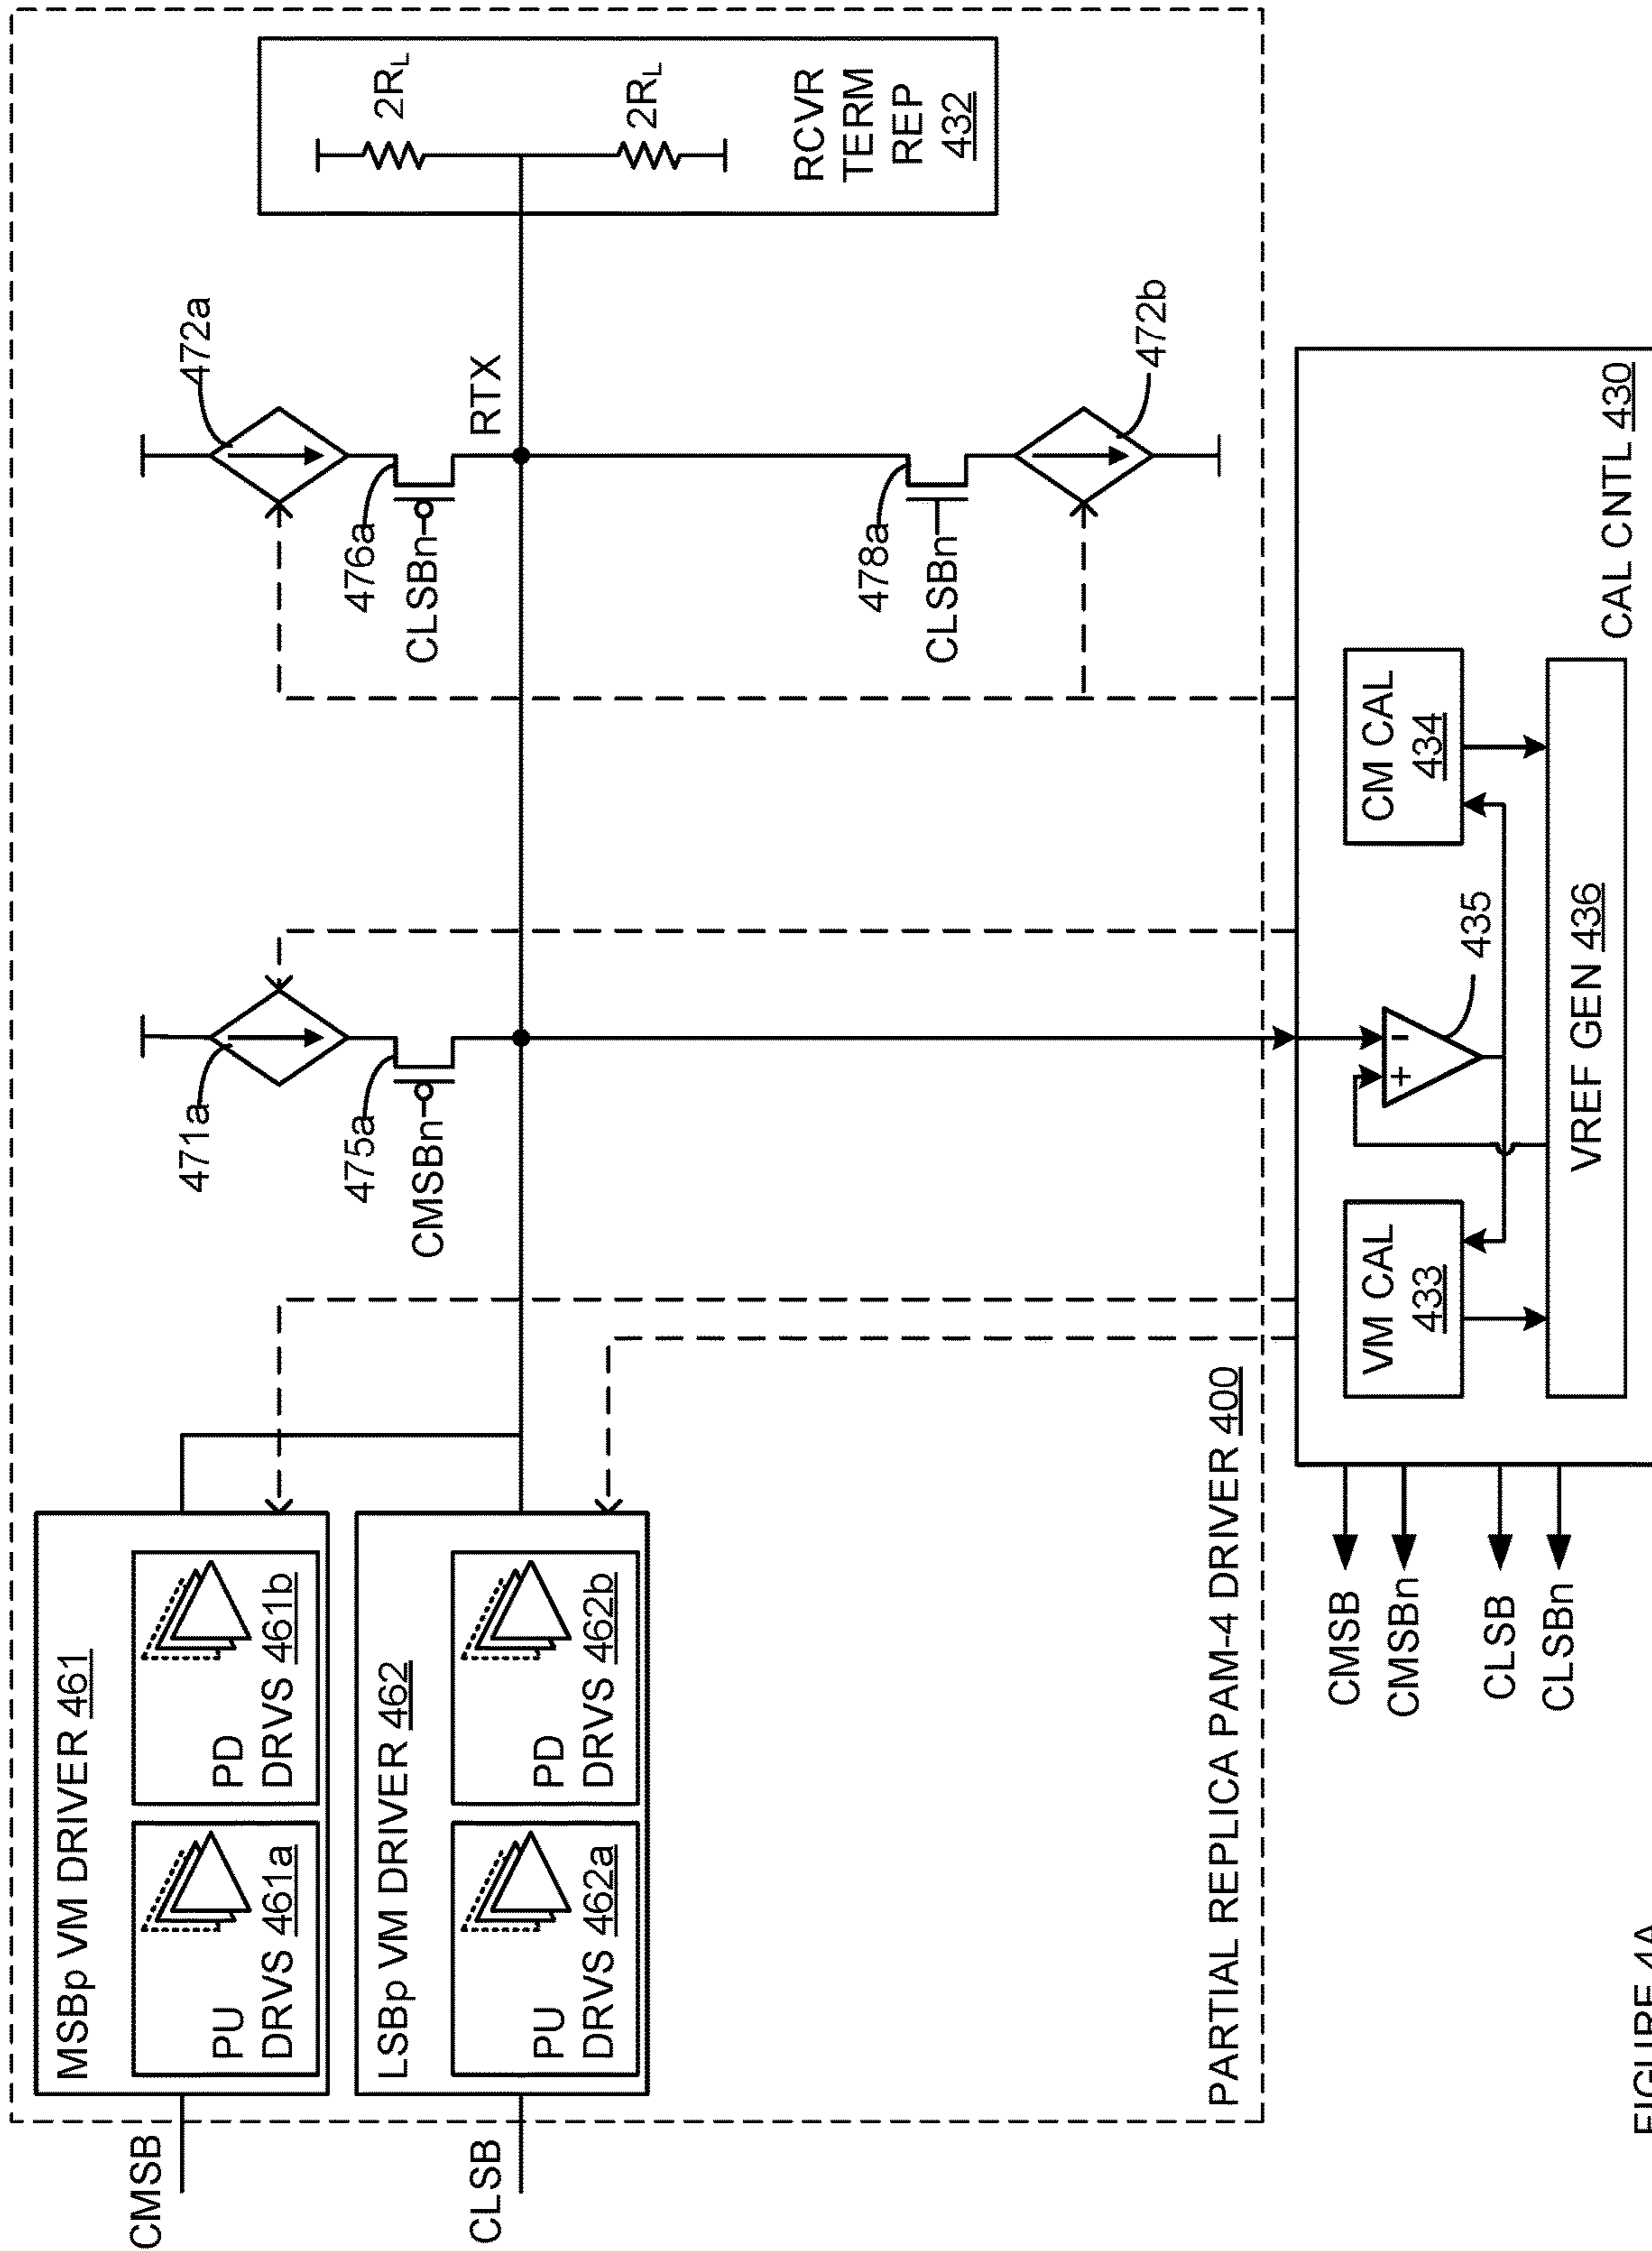 CMSB
MSBp VM DRIVER 461
PU
DRVS 461a
PD
DRVS 461b
CLSB
LSBp VM DRIVER 462
PU
DRVS 462a
PD
DRVS 462b
471a
475a
CMSBn
472a
476a
CLSBn
RTX
478a
CLSBn
472b
2RL
2RL
RCVR
TERM
REP
432
PARTIAL REPLICA PAM-4 DRIVER 400
CMSB
CMSBn
CLSB
CLSBn
VM CAL
433
+
-
435
CM CAL
434
VREF GEN 436
CAL CNTL 430
FIGURE 4A